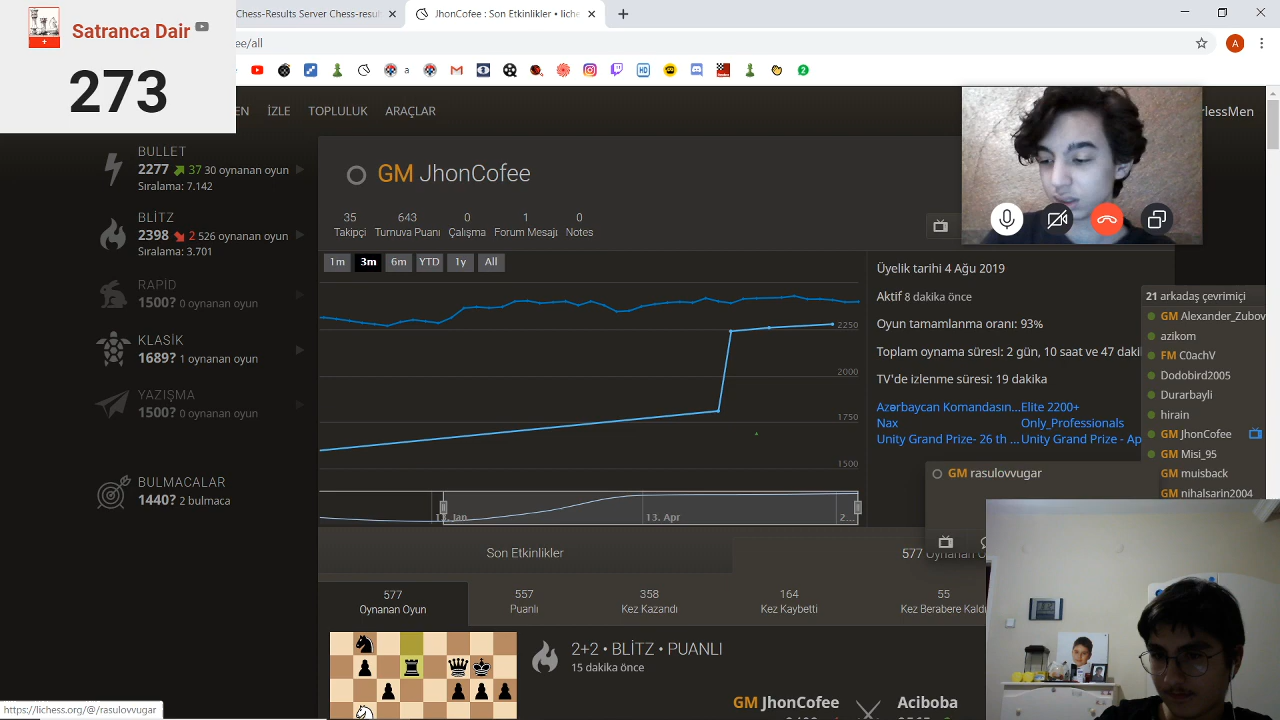 Satranca Dair
273
Chess-Results Server Chess-results:
JhonCofee : Son Etkinlikler • liches
ee/all
A
a
HD
2
EN
İZLE
TOPLULUK
ARAÇLAR
rlessMen
BULLET
2277 37 30 oynanan oyun
Sıralama: 7.142
BLİTZ
2398 2 526 oynanan oyun
Sıralama: 3.701
RAPİD
1500? 0 oynanan oyun
KLASİK
1689? 1 oynanan oyun
YAZIŞMA
1500? 0 oynanan oyun
BULMACALAR
1440? 2 bulmaca
GM JhonCofee
35 643 0 1 0
Takipçi Turnuva Puanı Çalışma Forum Mesajı Notes
1m 3m 6m YTD 1y All
2250
2000
1750
1500
13. Jan 13. Apr 2...
Üyelik tarihi 4 Ağu 2019
Aktif 8 dakika önce
Oyun tamamlanma oranı: 93%
Toplam oynama süresi: 2 gün, 10 saat ve 47 daki
TV'de izlenme süresi: 19 dakika
Azərbaycan Komandasın... Elite 2200+
Nax Only_Professionals
Unity Grand Prize- 26 th ... Unity Grand Prize - Ap
21 arkadaş çevrimiçi
GM Alexander_Zubov
azikom
FM C0achV
Dodobird2005
Durarbayli
hirain
GM JhonCofee
GM Misi_95
GM muisback
GM nihalsarin2004
GM rasulovvugar
Son Etkinlikler
577 Oynanan O
577 557 358 164 55
Oynanan Oyun Puanlı Kez Kazandı Kez Kaybetti Kez Berabere Kaldı
2+2 • BLİTZ • PUANLI
15 dakika önce
GM JhonCofee Aciboba
https://lichess.org/@/rasulovvugar